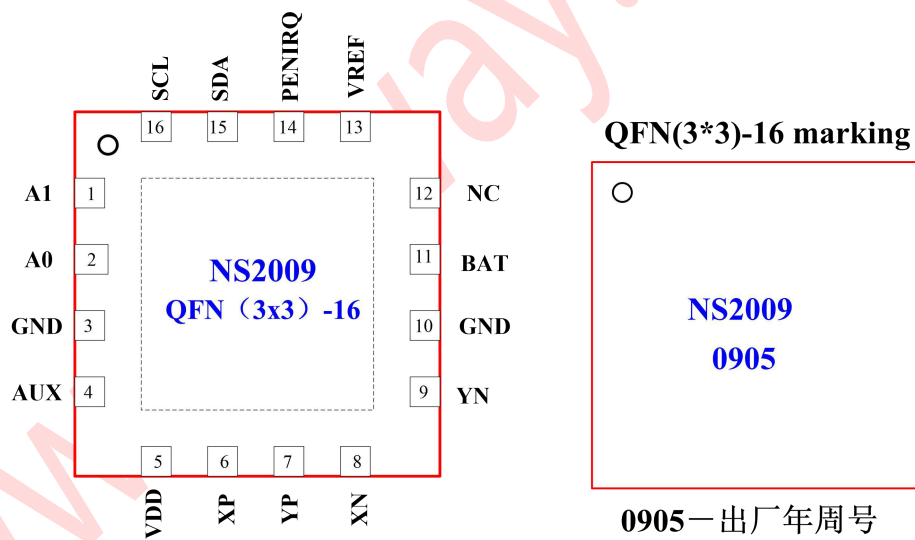 SCL SDA PENIRQ VREF
16 15 14 13
A1 1 12 NC
A0 2 11 BAT
GND 3 10 GND
AUX 4 9 YN
NS2009
QFN（3x3）-16
5 6 7 8
VDD XP YP XN
QFN(3*3)-16 marking
NS2009
0905
0905－出厂年周号